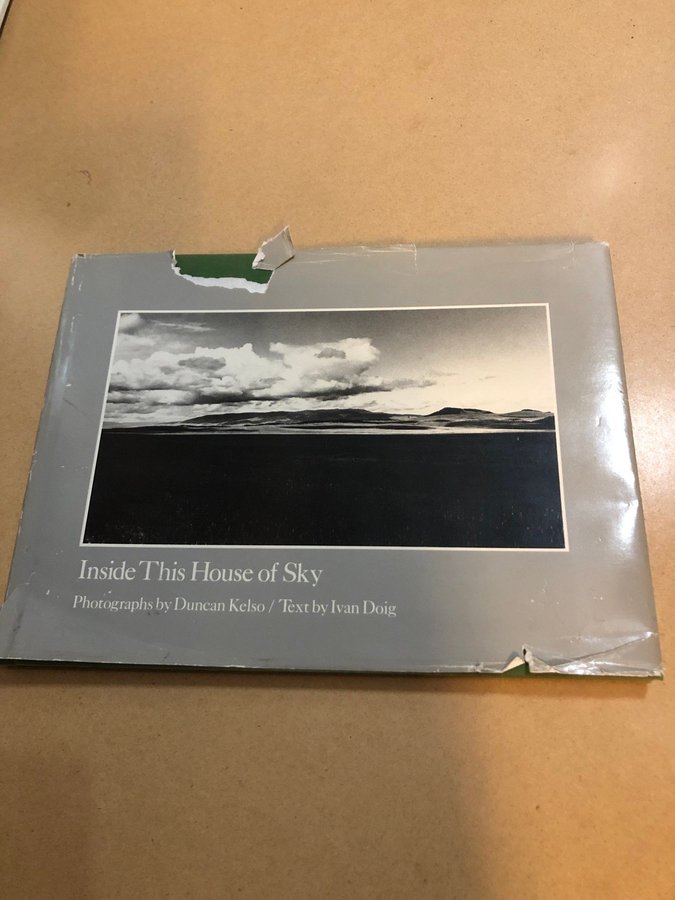 Inside This House of Sky
Photographs by Duncan Kelso / Text by Ivan Doig